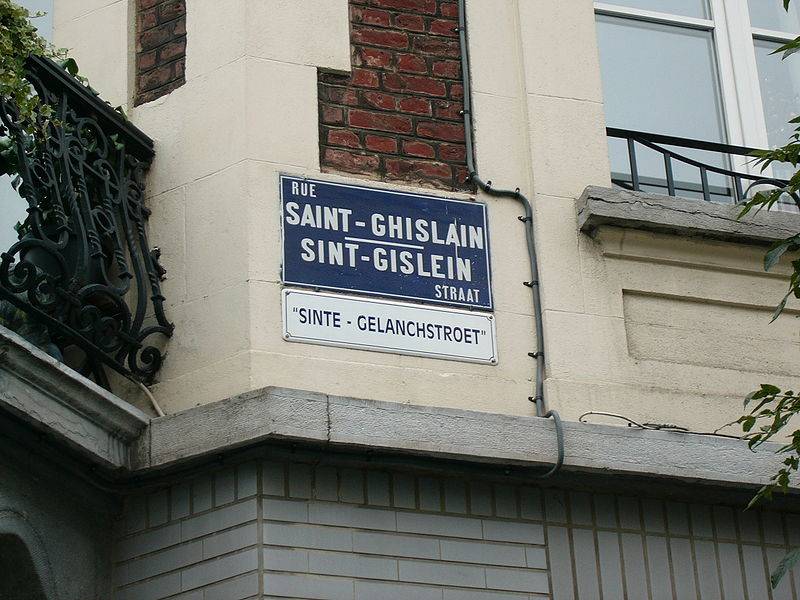 RUE
SAINT-GHISLAIN
SINT-GISLEIN
STRAAT
"SINTE - GELANCHSTROET"